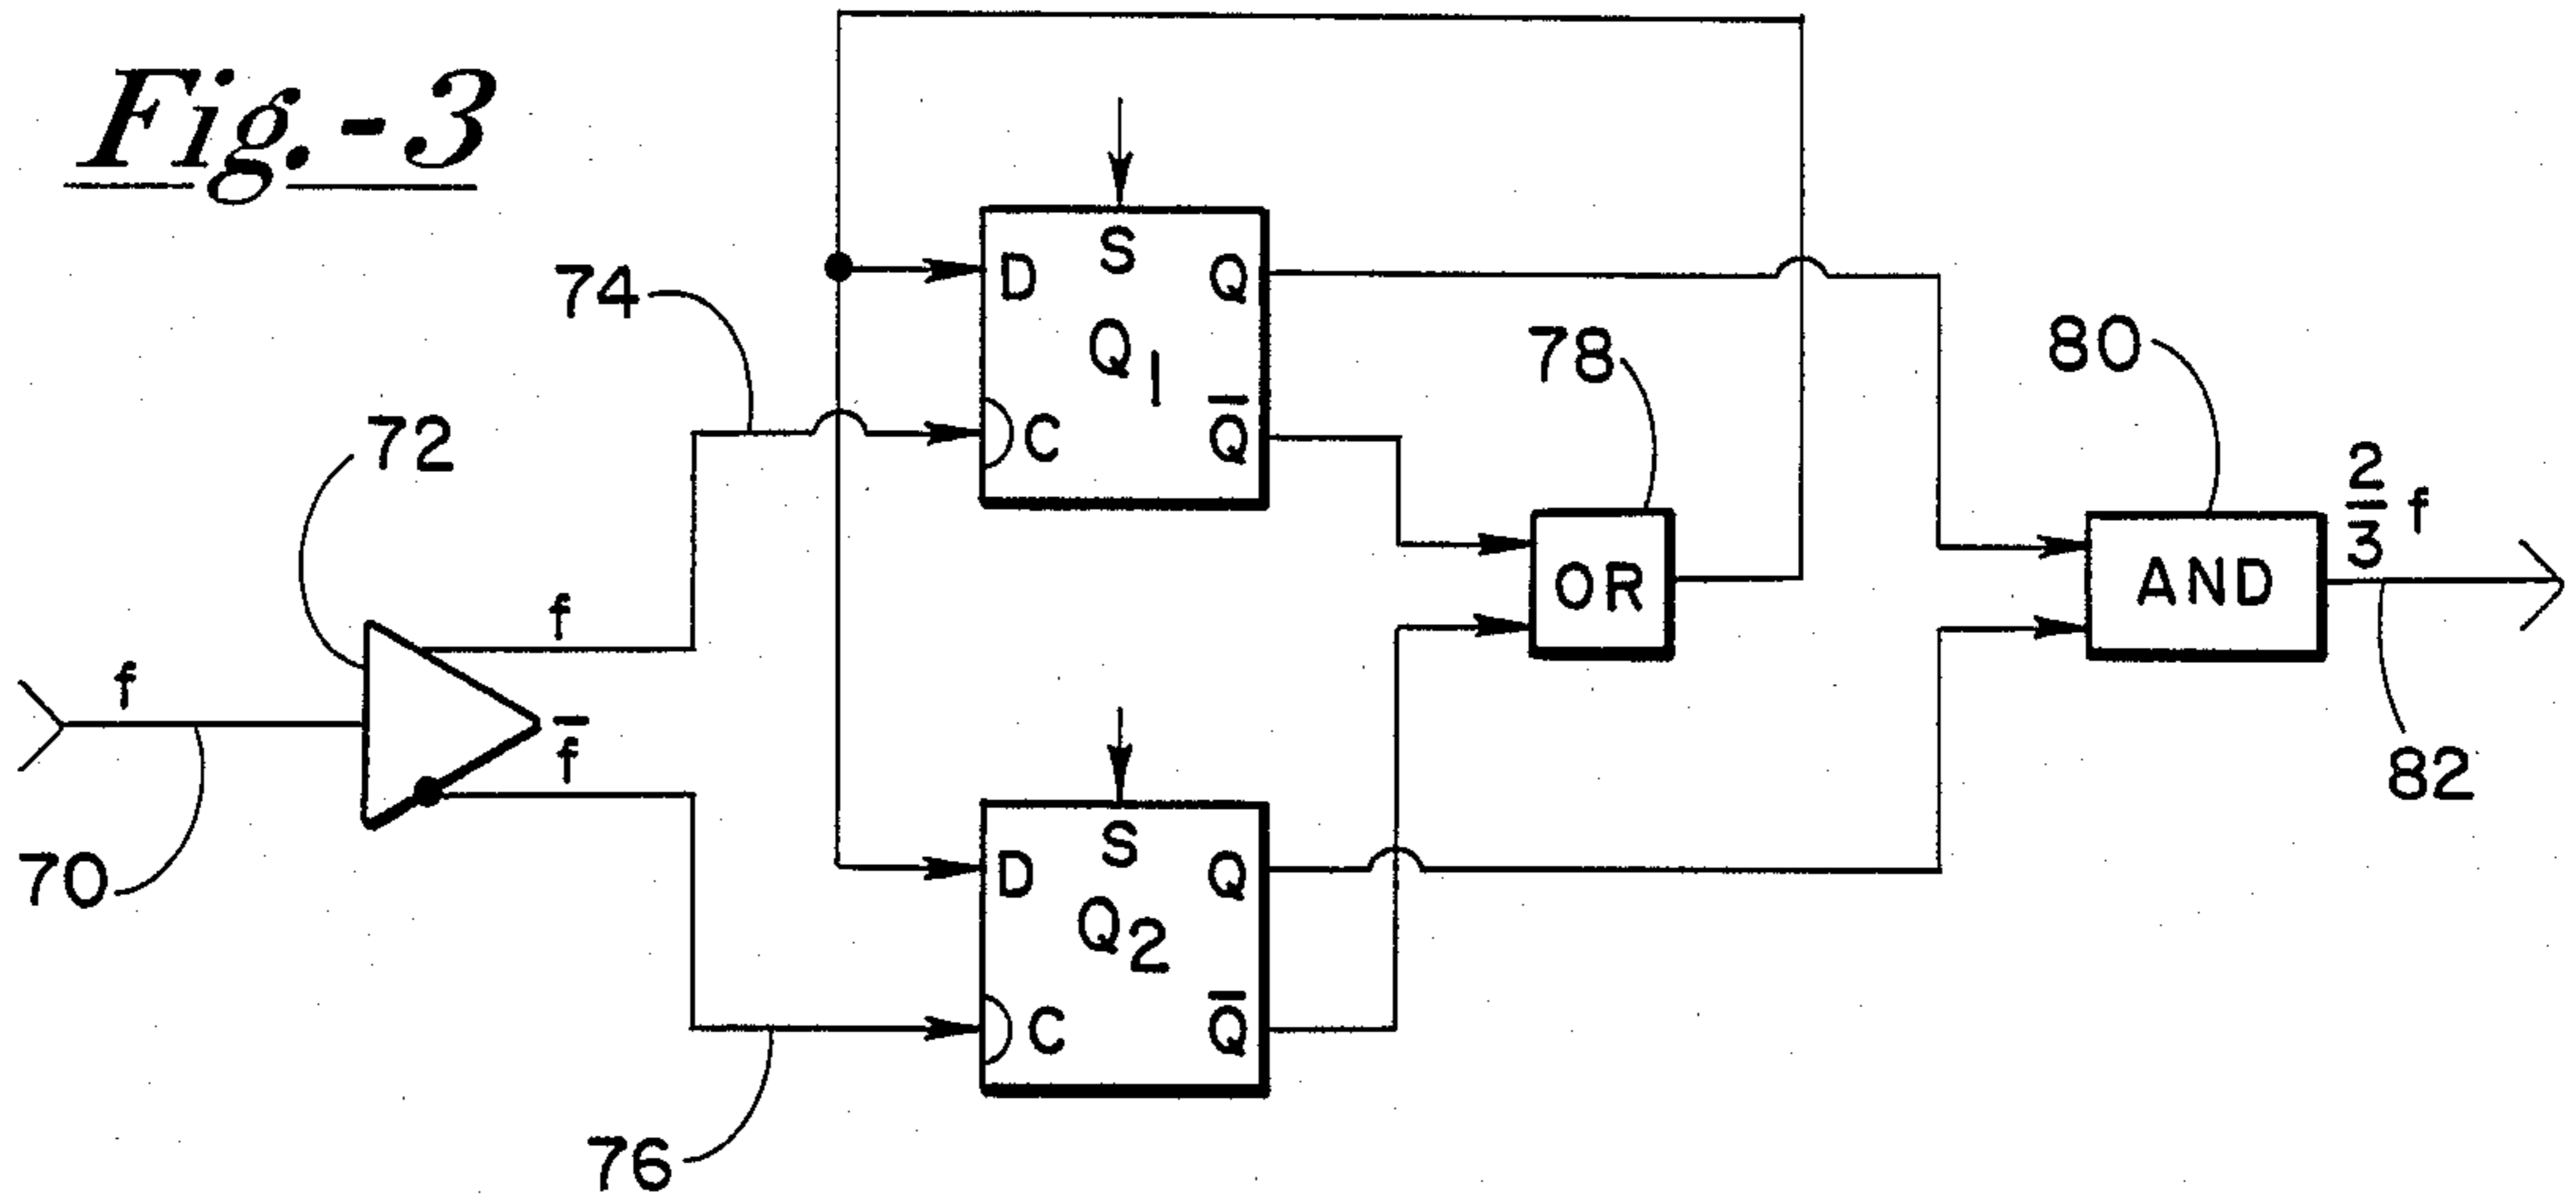 Fig.-3
S
D
Q
Q1
C
Q̅
74
72
f
f
f̅
70
78
OR
80
AND
2/3 f
82
S
D
Q
Q2
C
Q̅
76